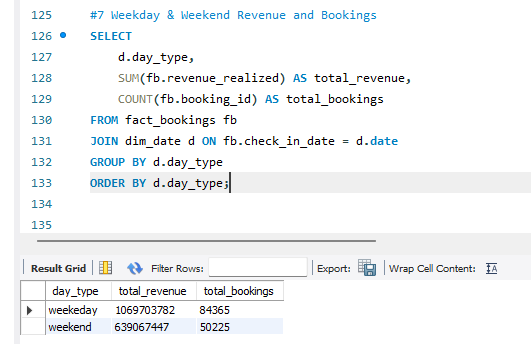 125 #7 Weekday & Weekend Revenue and Bookings
126 SELECT
127 d.day_type,
128 SUM(fb.revenue_realized) AS total_revenue,
129 COUNT(fb.booking_id) AS total_bookings
130 FROM fact_bookings fb
131 JOIN dim_date d ON fb.check_in_date = d.date
132 GROUP BY d.day_type
133 ORDER BY d.day_type;
134
135
Result Grid Filter Rows: Export: Wrap Cell Content: IA
day_type total_revenue total_bookings
weekeday 1069703782 84365
weekend 639067447 50225